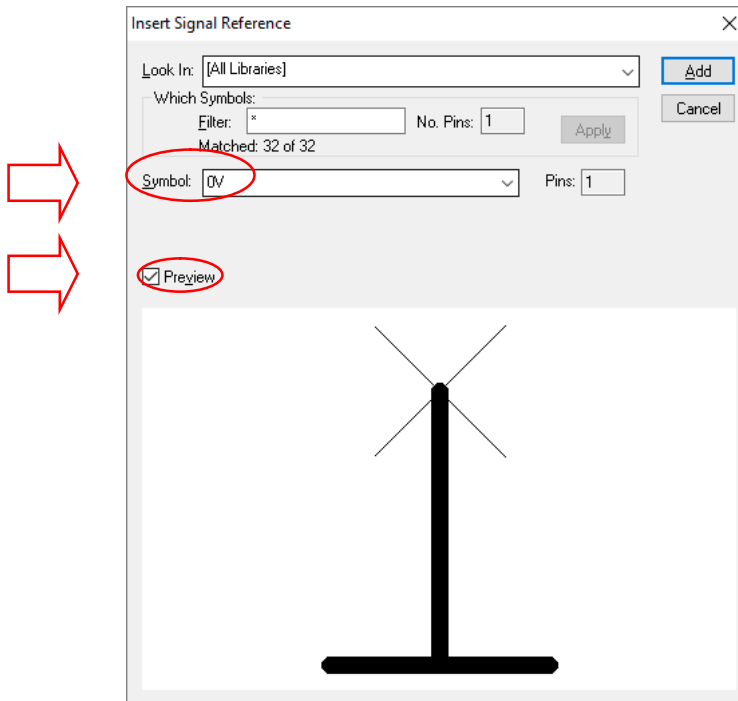 Insert Signal Reference
Look In: [All Libraries]
Add
Which Symbols:
Cancel
Filter: * No. Pins: 1
Apply
Matched: 32 of 32
Symbol: 0V Pins: 1
Preview